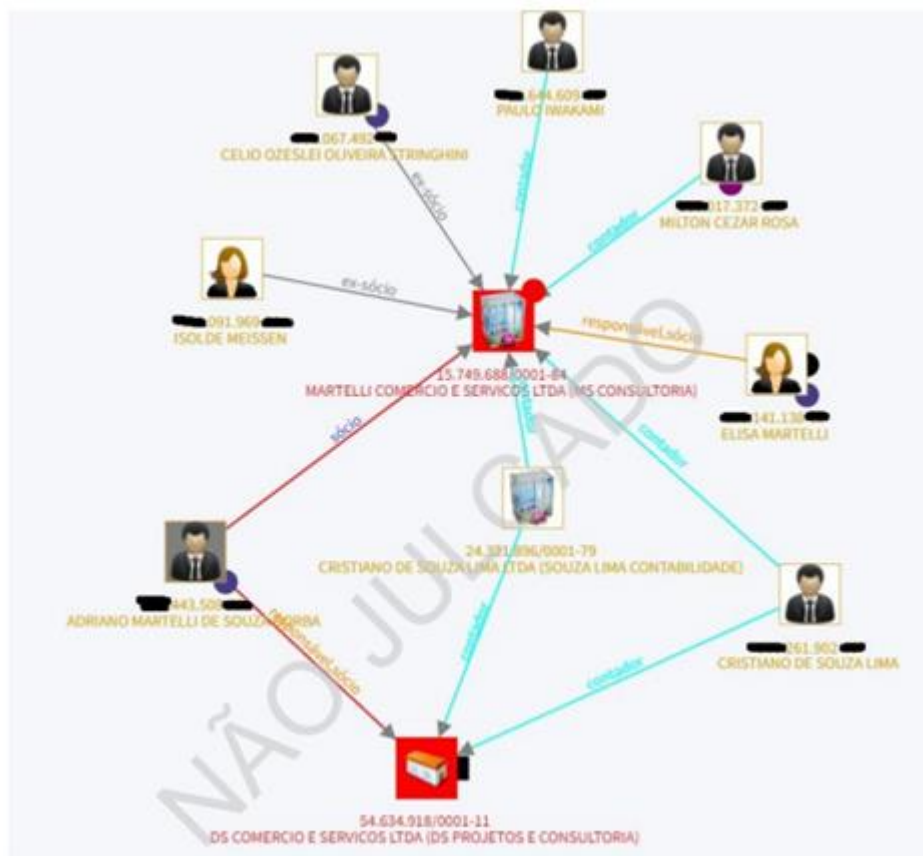 .644.609
PAULO IWAKAMI
.067.492
CELIO OZESLEI OLIVEIRA STRINGHINI
.017.372
MILTON CEZAR ROSA
ex-sócio
contador
contador
.091.969
ISOLDE MEISSEN
ex-sócio
responsável,sócio
15.749.688/0001-84
MARTELLI COMERCIO E SERVICOS LTDA (MS CONSULTORIA)
.141.138
ELISA MARTELLI
sócio
contador
contador
24.321.896/0001-79
CRISTIANO DE SOUZA LIMA LTDA (SOUZA LIMA CONTABILIDADE)
443.508
ADRIANO MARTELLI DE SOUZA BORBA
.261.902
CRISTIANO DE SOUZA LIMA
responsável,sócio
contador
contador
54.634.918/0001-11
DS COMERCIO E SERVICOS LTDA (DS PROJETOS E CONSULTORIA)
NÃO JULGADO